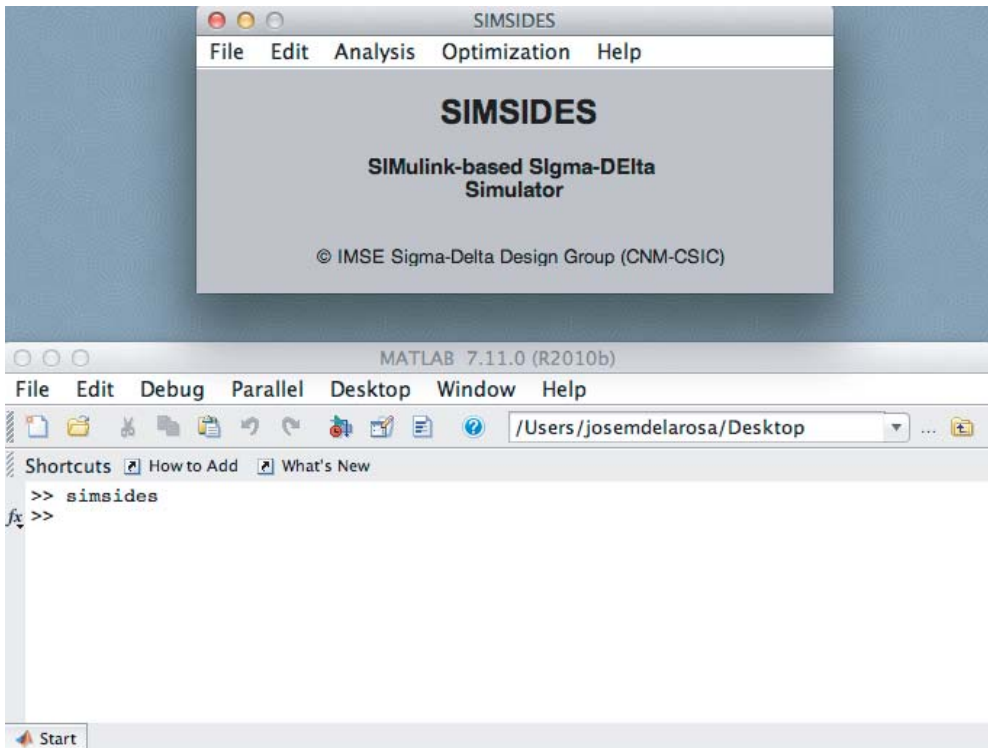 SIMSIDES
File Edit Analysis Optimization Help
SIMSIDES
SIMulink-based SIgma-DElta
Simulator
© IMSE Sigma-Delta Design Group (CNM-CSIC)
MATLAB 7.11.0 (R2010b)
File Edit Debug Parallel Desktop Window Help
/Users/josemdelarosa/Desktop ...
Shortcuts How to Add What's New
>> simsides
fx >>
Start